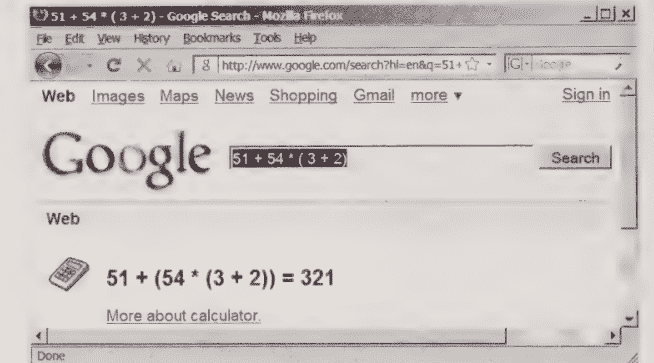 51 + 54 * ( 3 + 2) - Google Search - Mozilla Firefox
File Edit View History Bookmarks Tools Help
http://www.google.com/search?hl=en&q=51+ G
Web Images Maps News Shopping Gmail more ▼ Sign in
Google 51 + 54 * ( 3 + 2) Search
Web
51 + (54 * (3 + 2)) = 321
More about calculator.
Done